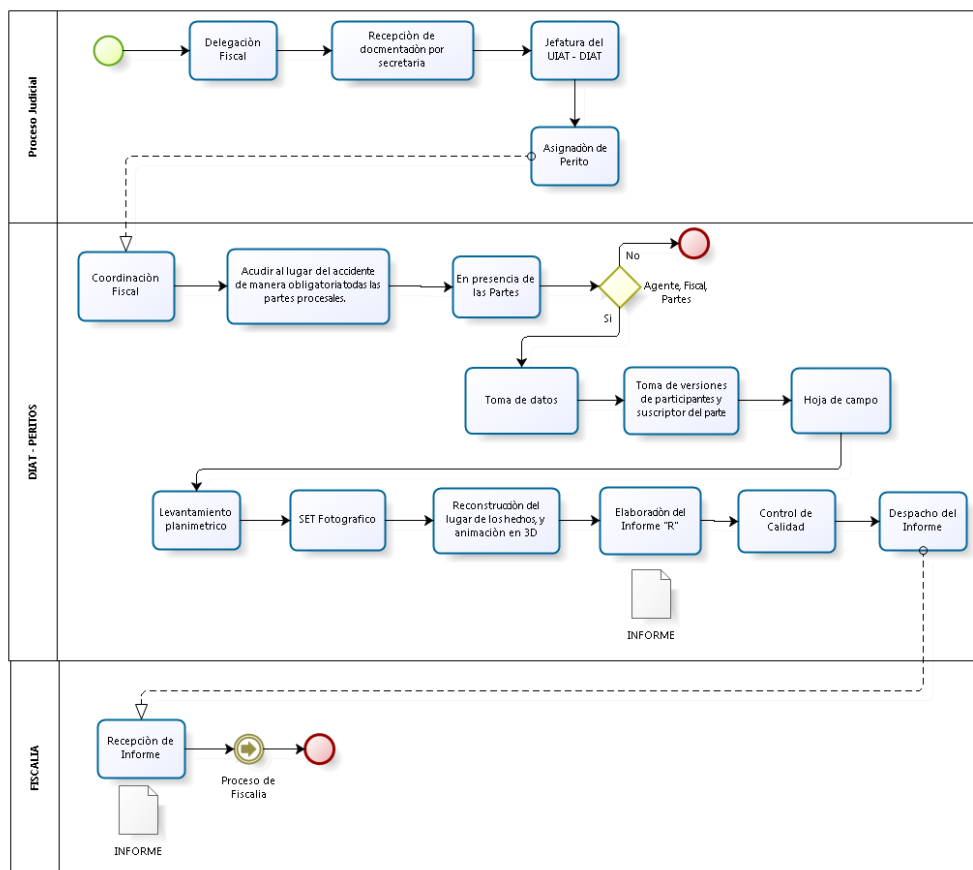 Proceso Judicial
Delegaciòn
Fiscal
Recepciòn de
docmentaciòn por
secretaria
Jefatura del
UIAT - DIAT
Asignaciòn de
Perito
DIAT - PERITOS
Coordinaciòn
Fiscal
Acudir al lugar del accidente
de manera obligatoria todas las
partes procesales.
En presencia de
las Partes
No
Agente, Fiscal,
Partes
Si
Toma de datos
Toma de versiones
de participantes y
suscriptor del parte
Hoja de campo
Levantamiento
planimetrico
SET Fotografico
Reconstrucciòn del
lugar de los hechos, y
animaciòn en 3D
Elaboraciòn del
Informe "R"
Control de
Calidad
Despacho del
Informe
INFORME
FISCALIA
Recepciòn de
Informe
Proceso de
Fiscalia
INFORME